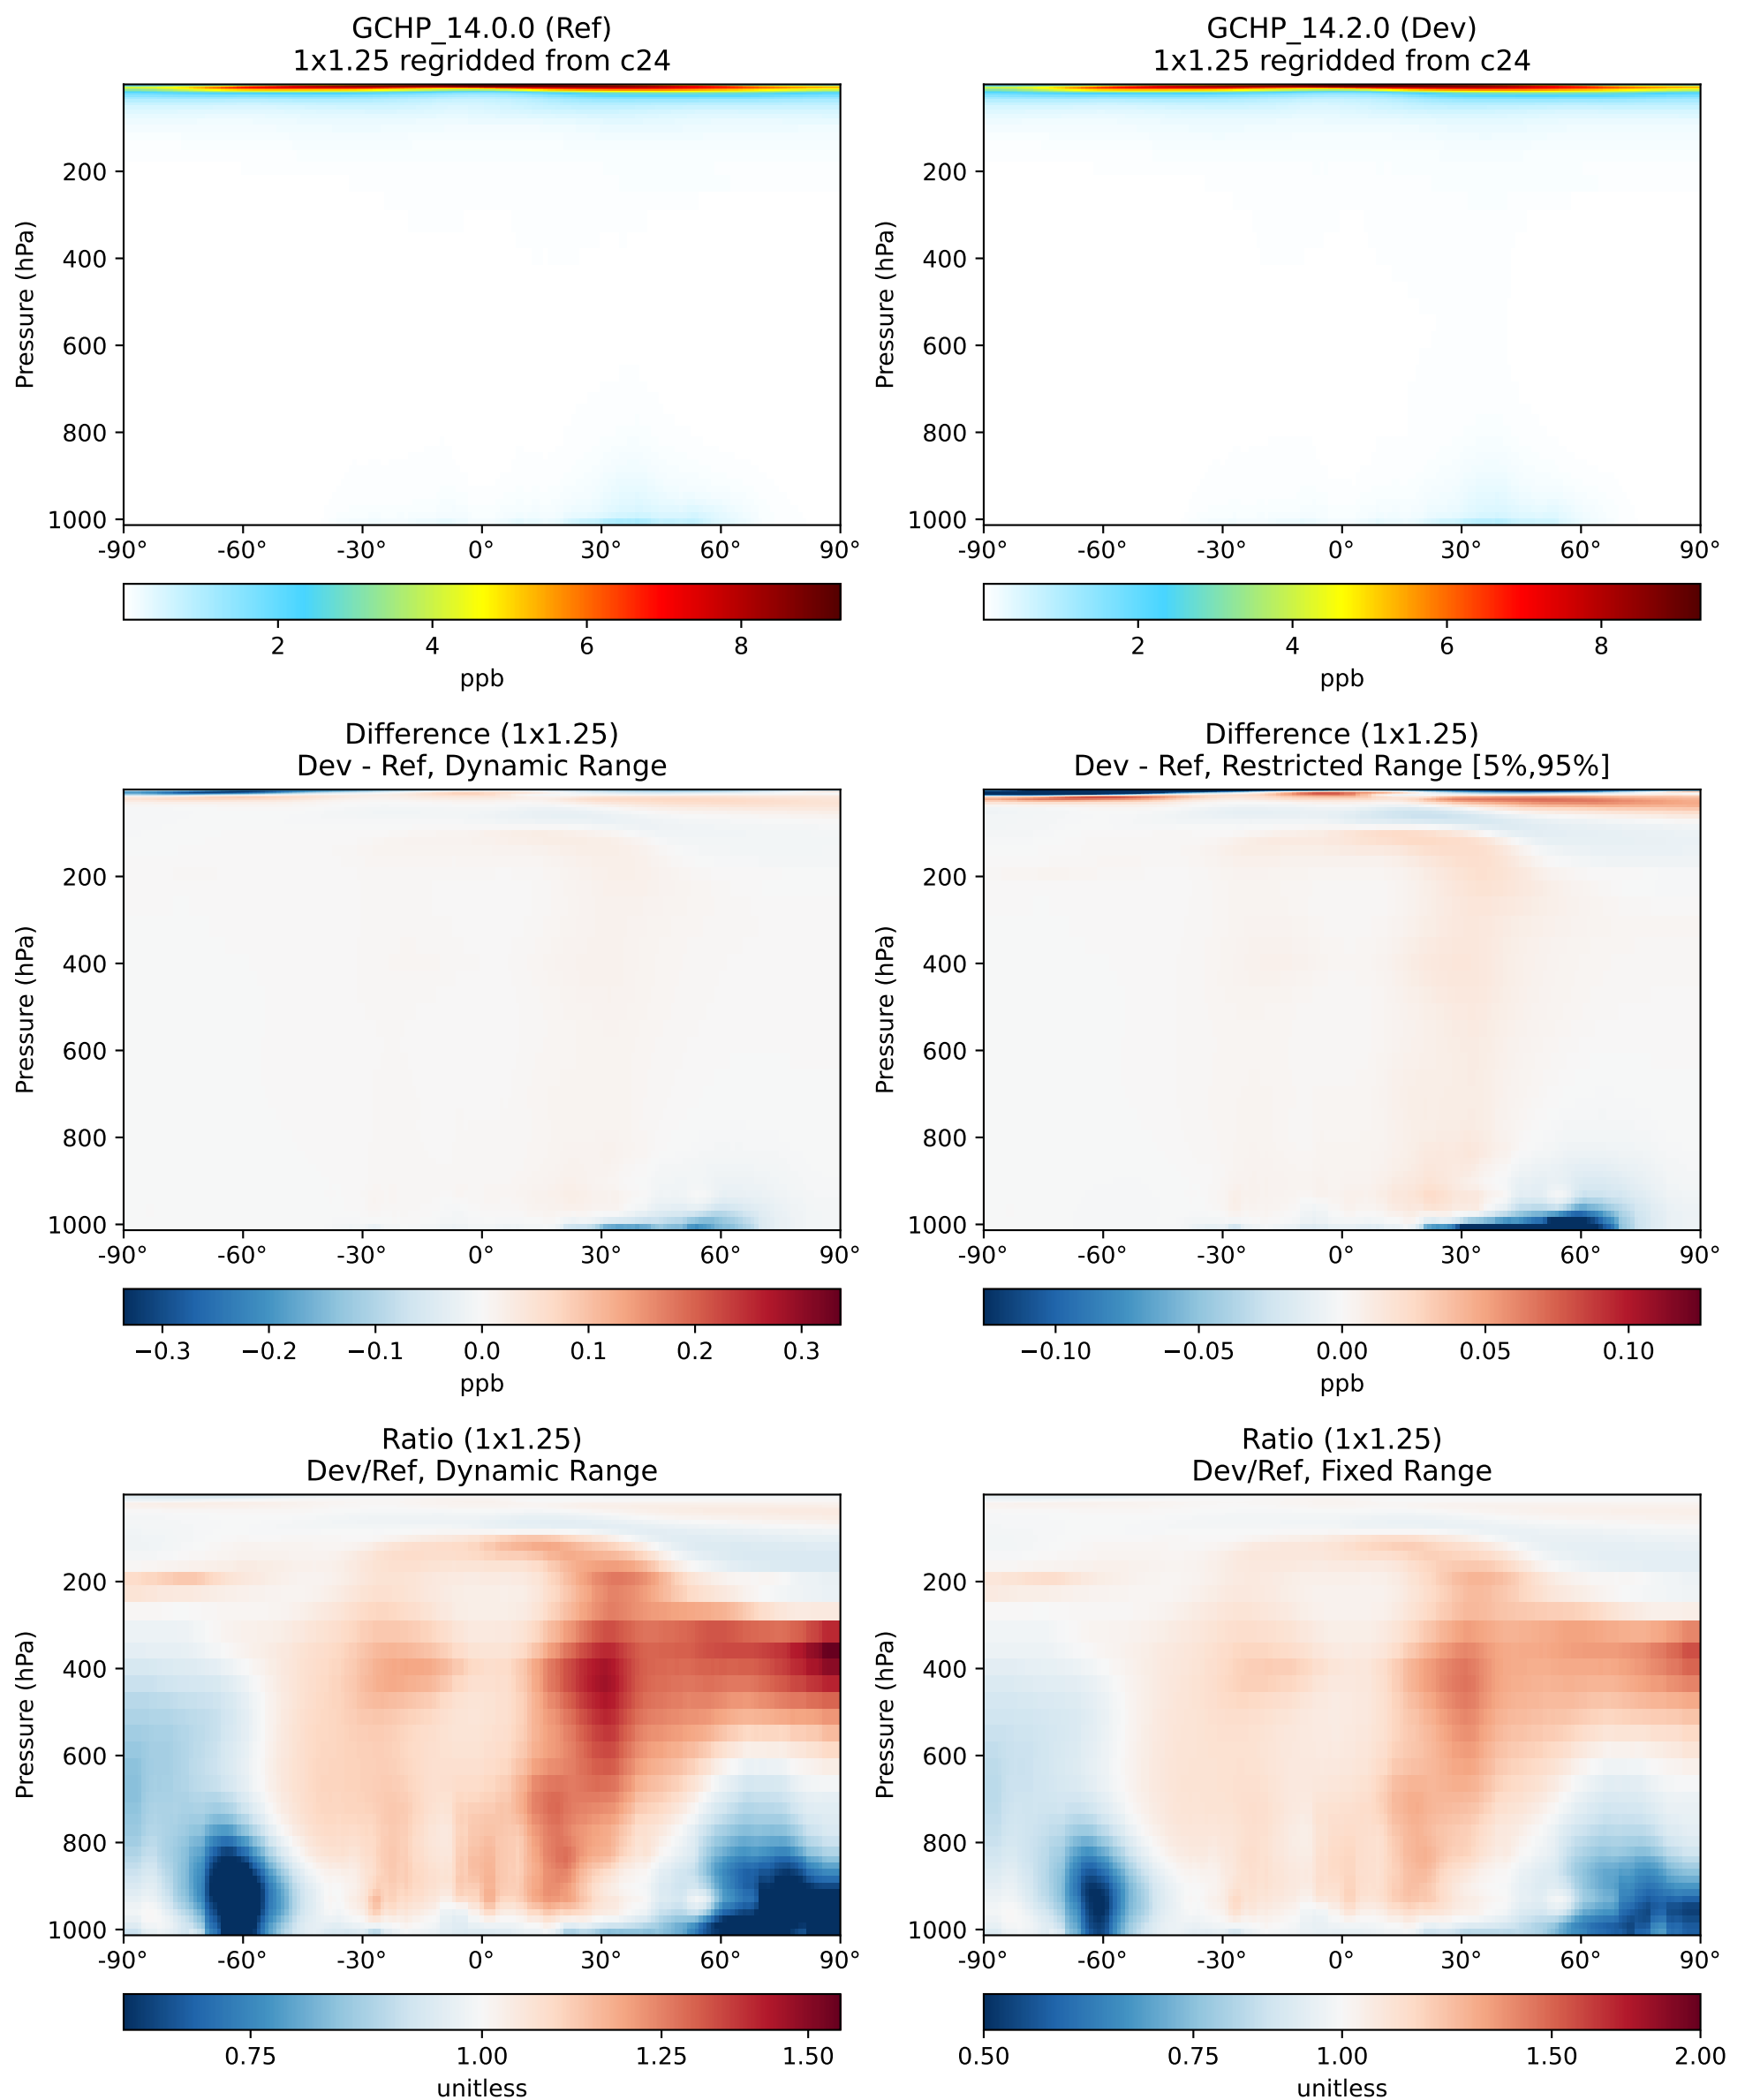 GCHP_14.0.0 (Ref)
1x1.25 regridded from c24
Pressure (hPa)
200
400
600
800
1000
-90° -60° -30° 0° 30° 60° 90°
2 4 6 8
ppb
GCHP_14.2.0 (Dev)
1x1.25 regridded from c24
Pressure (hPa)
200
400
600
800
1000
-90° -60° -30° 0° 30° 60° 90°
2 4 6 8
ppb
Difference (1x1.25)
Dev - Ref, Dynamic Range
Pressure (hPa)
200
400
600
800
1000
-90° -60° -30° 0° 30° 60° 90°
−0.3 −0.2 −0.1 0.0 0.1 0.2 0.3
ppb
Difference (1x1.25)
Dev - Ref, Restricted Range [5%,95%]
Pressure (hPa)
200
400
600
800
1000
-90° -60° -30° 0° 30° 60° 90°
−0.10 −0.05 0.00 0.05 0.10
ppb
Ratio (1x1.25)
Dev/Ref, Dynamic Range
Pressure (hPa)
200
400
600
800
1000
-90° -60° -30° 0° 30° 60° 90°
0.75 1.00 1.25 1.50
unitless
Ratio (1x1.25)
Dev/Ref, Fixed Range
Pressure (hPa)
200
400
600
800
1000
-90° -60° -30° 0° 30° 60° 90°
0.50 0.75 1.00 1.50 2.00
unitless